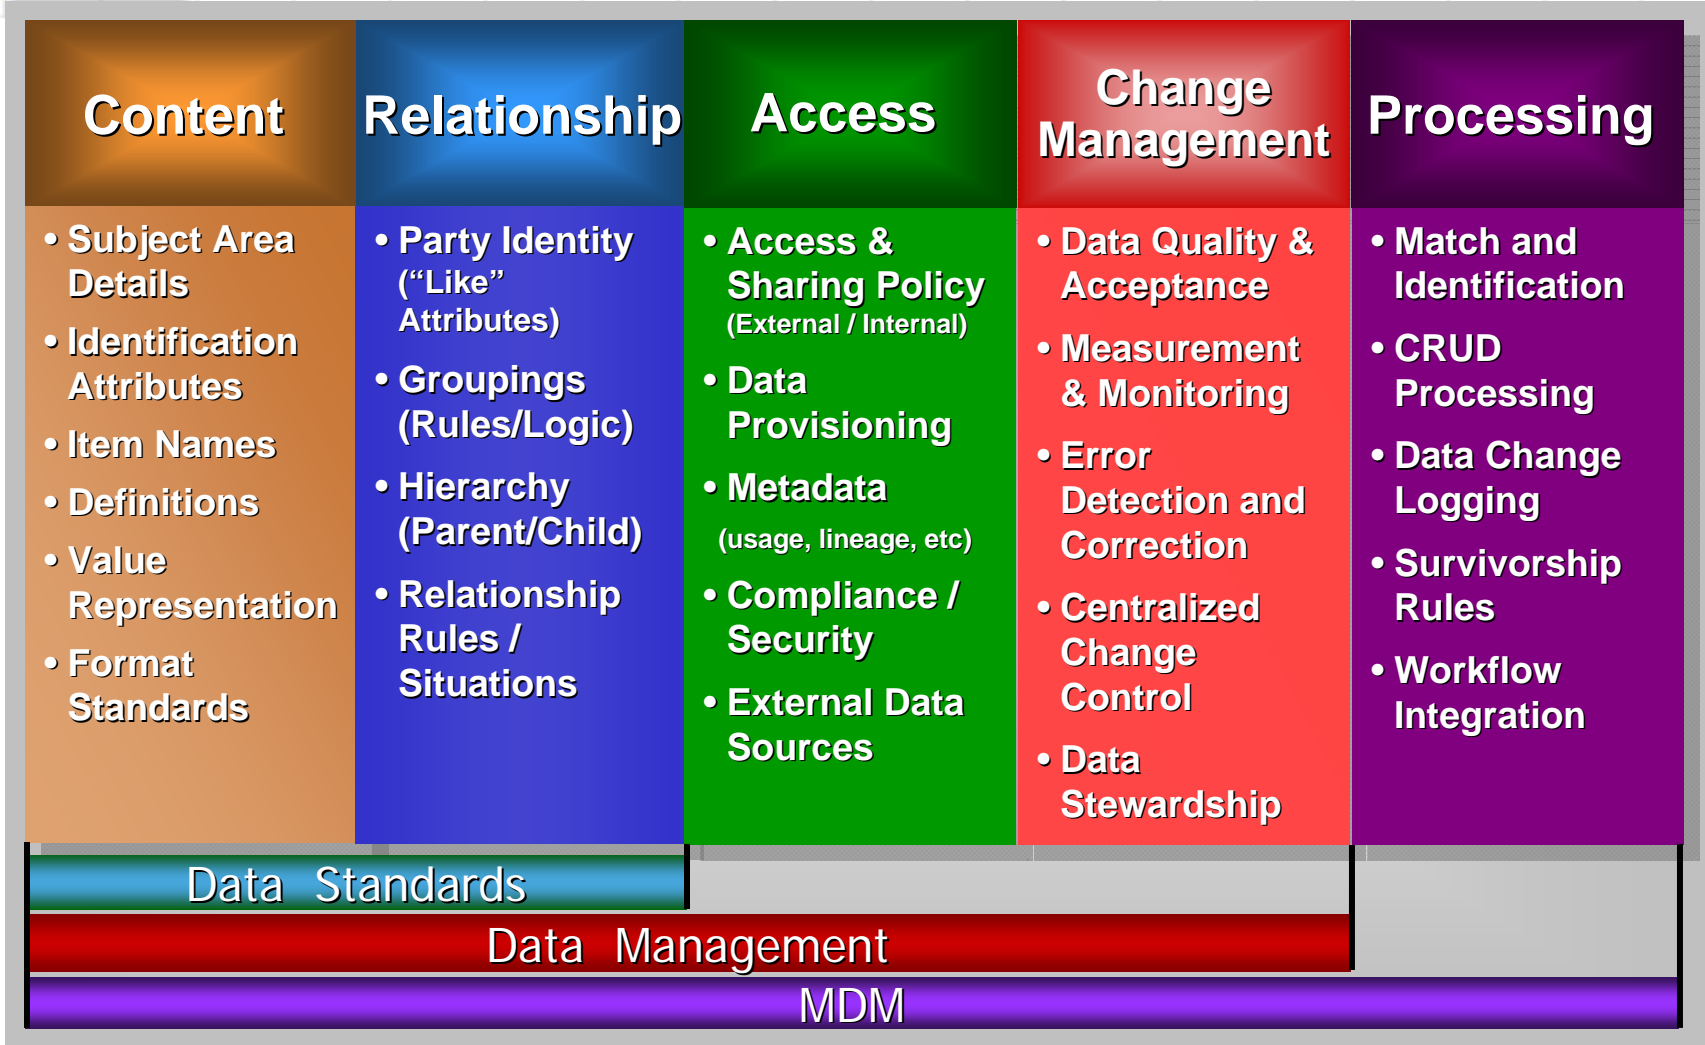 Content
• Subject Area
Details
• Identification
Attributes
• Item Names
• Definitions
• Value
Representation
• Format
Standards
Relationship
• Party Identity
(“Like”
Attributes)
• Groupings
(Rules/Logic)
• Hierarchy
(Parent/Child)
• Relationship
Rules /
Situations
Access
• Access &
Sharing Policy
(External / Internal)
• Data
Provisioning
• Metadata
(usage, lineage, etc)
• Compliance /
Security
• External Data
Sources
Change
Management
• Data Quality &
Acceptance
• Measurement
& Monitoring
• Error
Detection and
Correction
• Centralized
Change
Control
• Data
Stewardship
Processing
• Match and
Identification
• CRUD
Processing
• Data Change
Logging
• Survivorship
Rules
• Workflow
Integration
Data Standards
Data Management
MDM